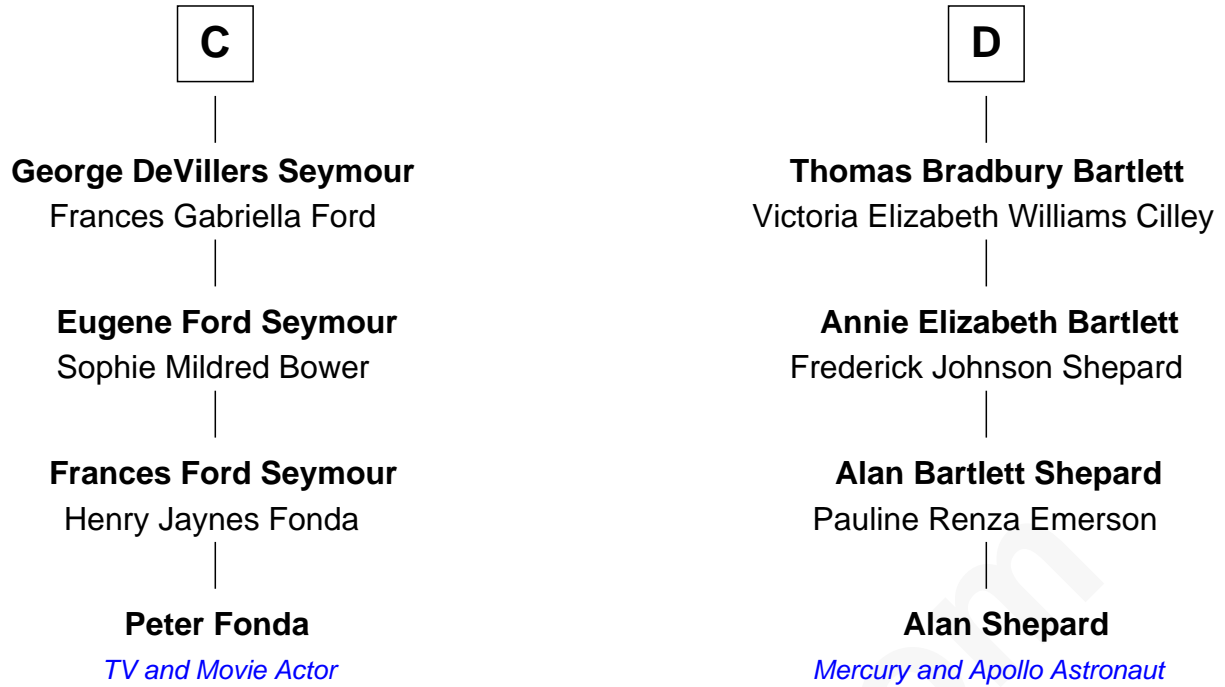 C
George DeVillers Seymour
Frances Gabriella Ford
Eugene Ford Seymour
Sophie Mildred Bower
Frances Ford Seymour
Henry Jaynes Fonda
Peter Fonda
TV and Movie Actor
D
Thomas Bradbury Bartlett
Victoria Elizabeth Williams Cilley
Annie Elizabeth Bartlett
Frederick Johnson Shepard
Alan Bartlett Shepard
Pauline Renza Emerson
Alan Shepard
Mercury and Apollo Astronaut